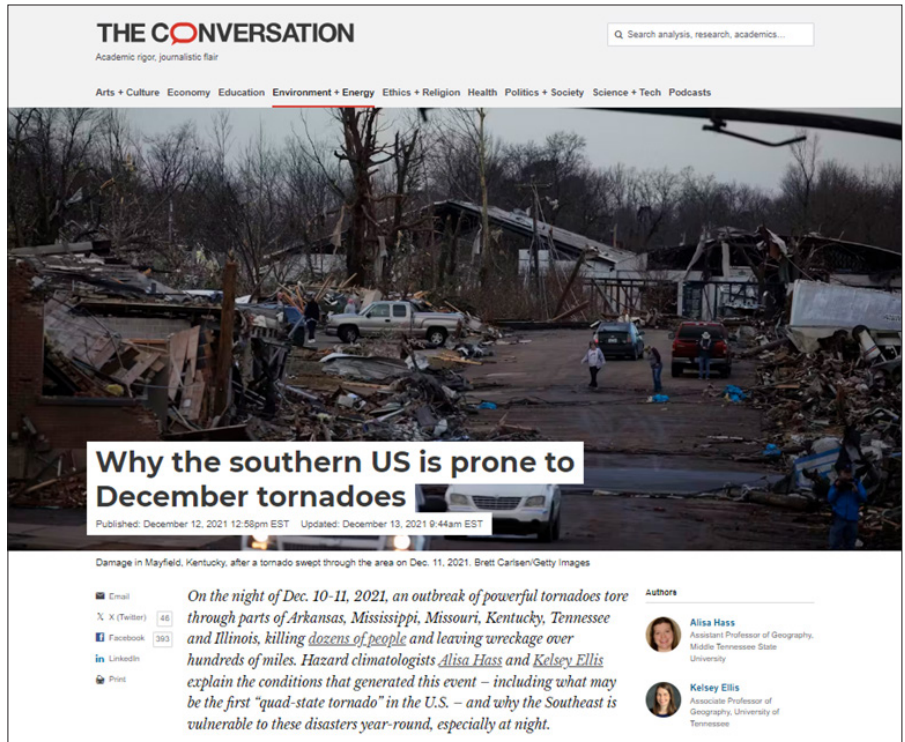 THE CONVERSATION
Search analysis, research, academics...
Academic rigor, journalistic flair
Arts + Culture Economy Education Environment + Energy Ethics + Religion Health Politics + Society Science + Tech Podcasts
Why the southern US is prone to
December tornadoes
Published: December 12, 2021 12:58pm EST Updated: December 13, 2021 9:44am EST
Damage in Mayfield, Kentucky, after a tornado swept through the area on Dec. 11, 2021. Brett Carlsen/Getty Images
Email
X (Twitter) 46
Facebook 393
LinkedIn
Print
On the night of Dec. 10-11, 2021, an outbreak of powerful tornadoes tore
through parts of Arkansas, Mississippi, Missouri, Kentucky, Tennessee
and Illinois, killing dozens of people and leaving wreckage over
hundreds of miles. Hazard climatologists Alisa Hass and Kelsey Ellis
explain the conditions that generated this event – including what may
be the first “quad-state tornado” in the U.S. – and why the Southeast is
vulnerable to these disasters year-round, especially at night.
Authors
Alisa Hass
Assistant Professor of Geography,
Middle Tennessee State
University
Kelsey Ellis
Associate Professor of
Geography, University of
Tennessee